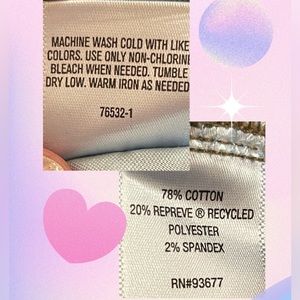 MACHINE WASH COLD WITH LIKE
COLORS. USE ONLY NON-CHLORINE
BLEACH WHEN NEEDED. TUMBLE
DRY LOW. WARM IRON AS NEEDED
76532-1
78% COTTON
20% REPREVE ® RECYCLED
POLYESTER
2% SPANDEX
RN#93677